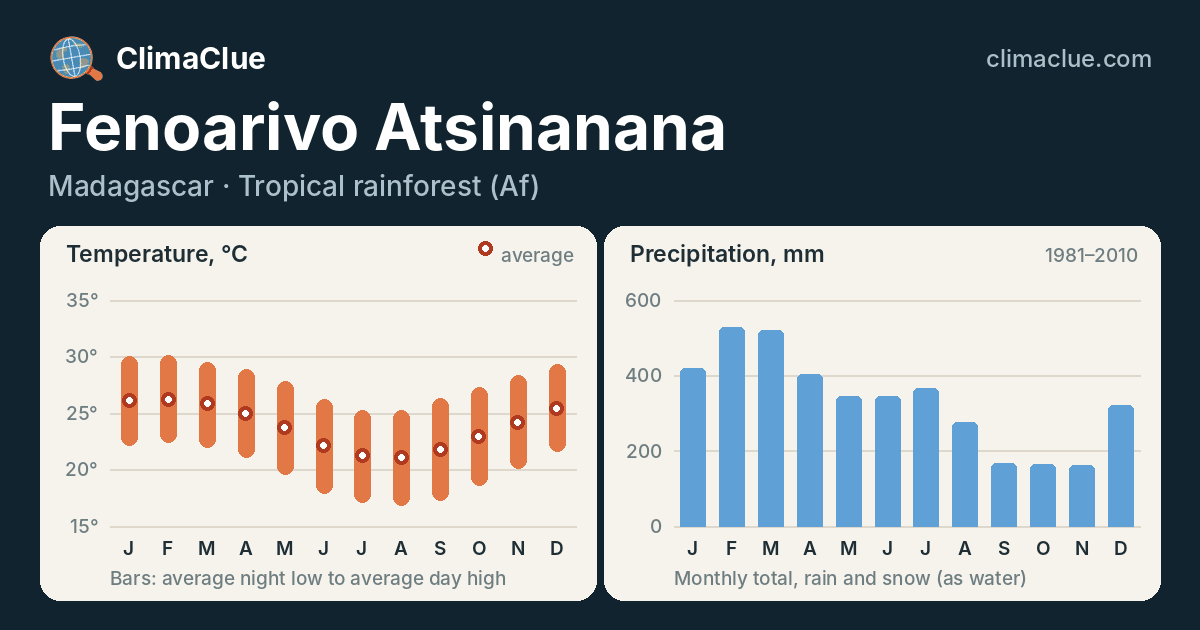 ClimaClue
climaclue.com
Fenoarivo Atsinanana
Madagascar · Tropical rainforest (Af)
Temperature, °C
average
35°
30°
25°
20°
15°
J F M A M J J A S O N D
Bars: average night low to average day high
Precipitation, mm
1981–2010
600
400
200
0
J F M A M J J A S O N D
Monthly total, rain and snow (as water)